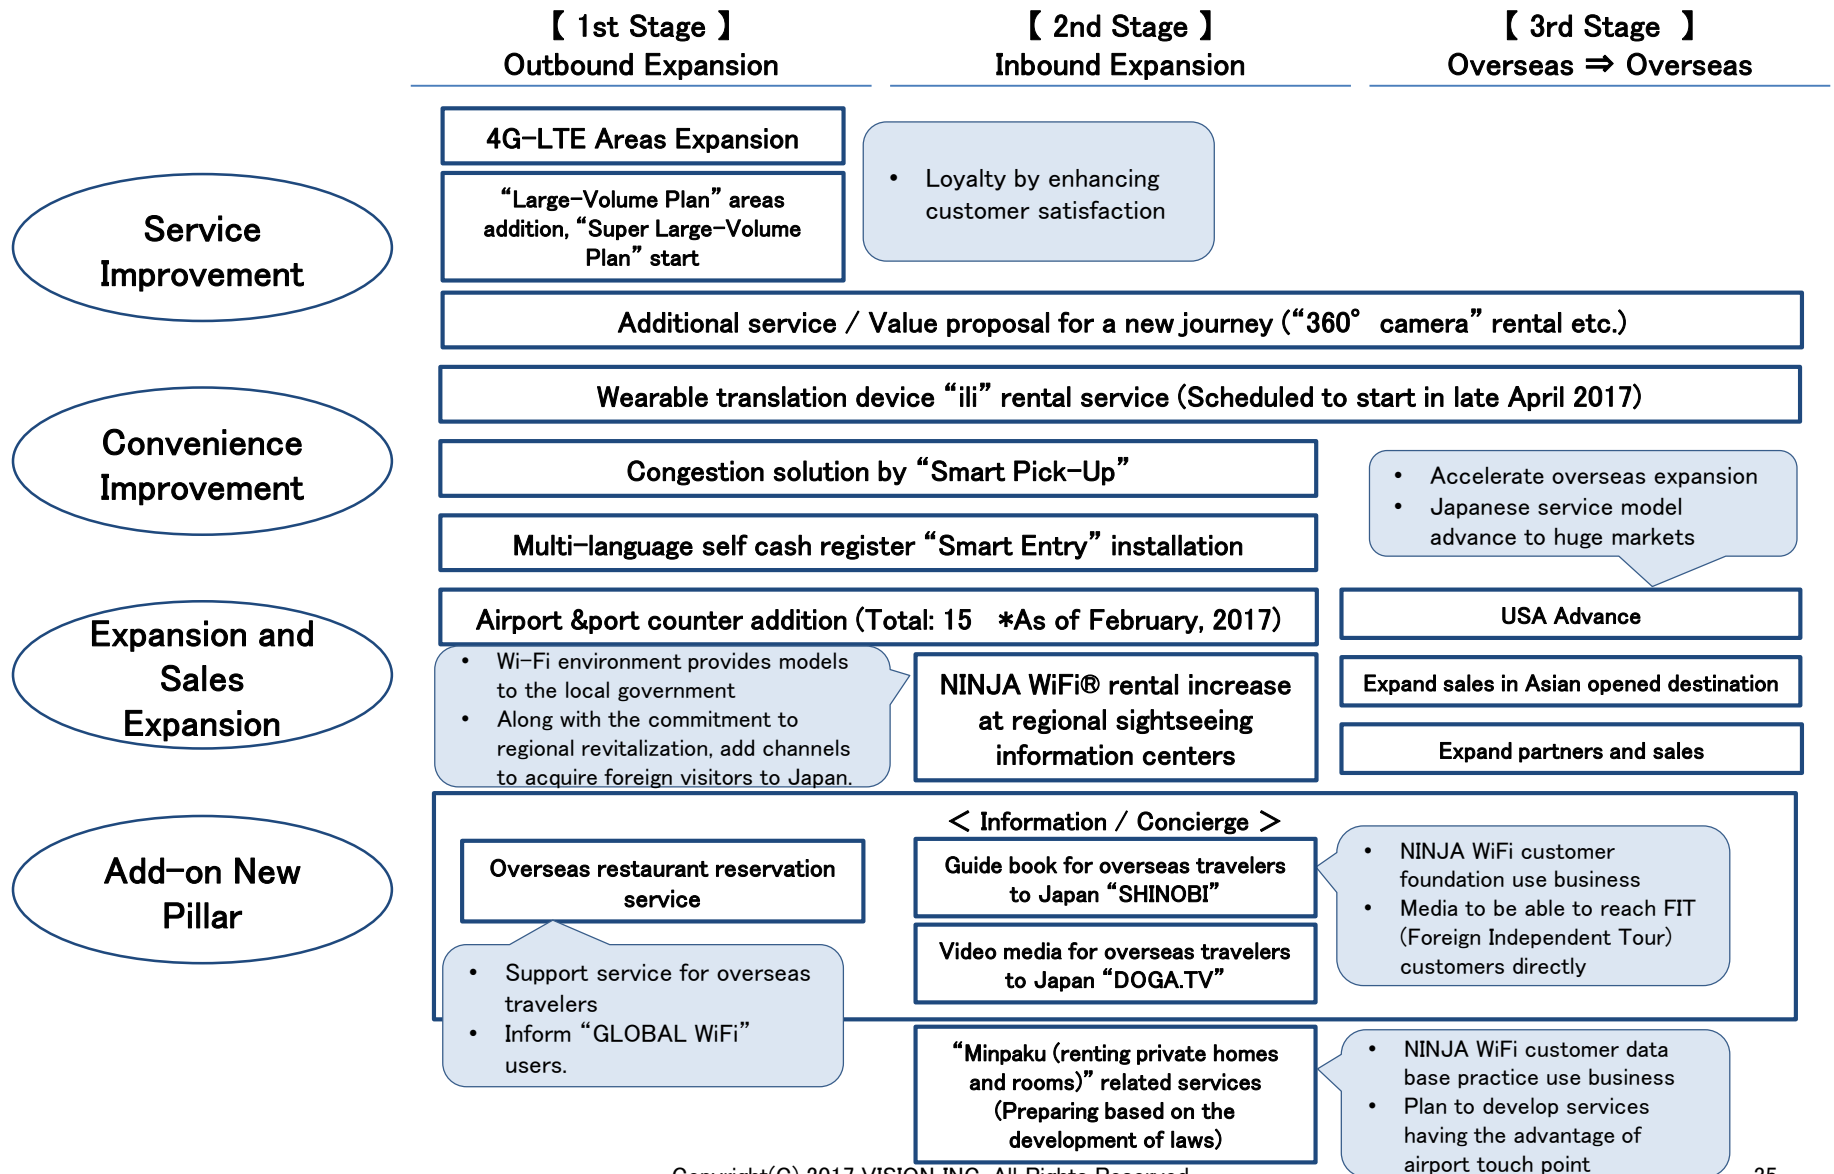 【 1st Stage 】
Outbound Expansion
【 2nd Stage 】
Inbound Expansion
【 3rd Stage 】
Overseas ⇒ Overseas
Service
Improvement
4G-LTE Areas Expansion
“Large-Volume Plan” areas
addition, “Super Large-Volume
Plan” start
• Loyalty by enhancing
customer satisfaction
Additional service / Value proposal for a new journey (“360° camera” rental etc.)
Convenience
Improvement
Wearable translation device “ili” rental service (Scheduled to start in late April 2017)
Congestion solution by “Smart Pick-Up”
Multi-language self cash register “Smart Entry” installation
• Accelerate overseas expansion
• Japanese service model
advance to huge markets
Expansion and
Sales
Expansion
Airport &port counter addition (Total: 15 *As of February, 2017)
• Wi-Fi environment provides models
to the local government
• Along with the commitment to
regional revitalization, add channels
to acquire foreign visitors to Japan.
NINJA WiFi® rental increase
at regional sightseeing
information centers
USA Advance
Expand sales in Asian opened destination
Expand partners and sales
Add-on New
Pillar
Overseas restaurant reservation
service
• Support service for overseas
travelers
• Inform “GLOBAL WiFi”
users.
＜ Information / Concierge ＞
Guide book for overseas travelers
to Japan “SHINOBI”
Video media for overseas travelers
to Japan “DOGA.TV”
• NINJA WiFi customer
foundation use business
• Media to be able to reach FIT
(Foreign Independent Tour)
customers directly
“Minpaku (renting private homes
and rooms)” related services
(Preparing based on the
development of laws)
• NINJA WiFi customer data
base practice use business
• Plan to develop services
having the advantage of
airport touch point
Copyright(C) 2017 VISION INC. All Rights Reserved.
25